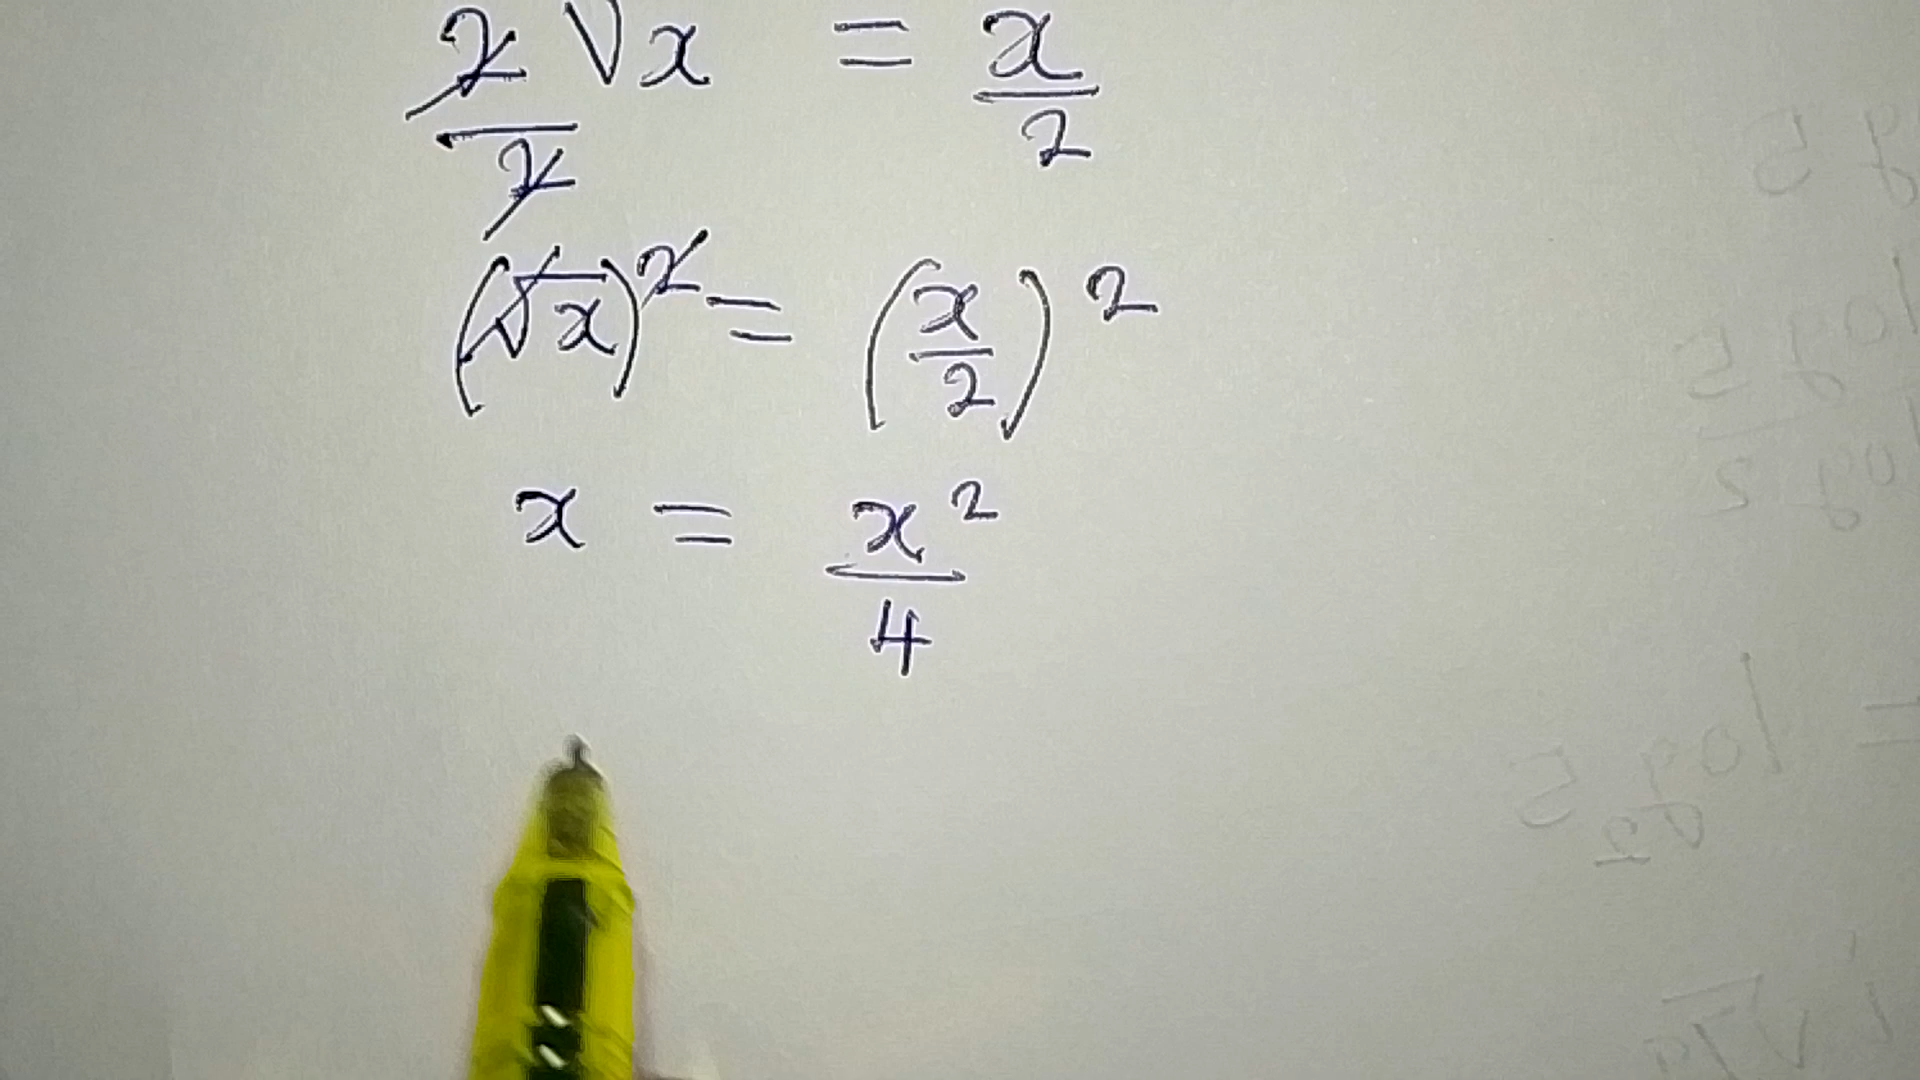 2/2 √x = x/2
(√x)² = (x/2)²
x = x²/4